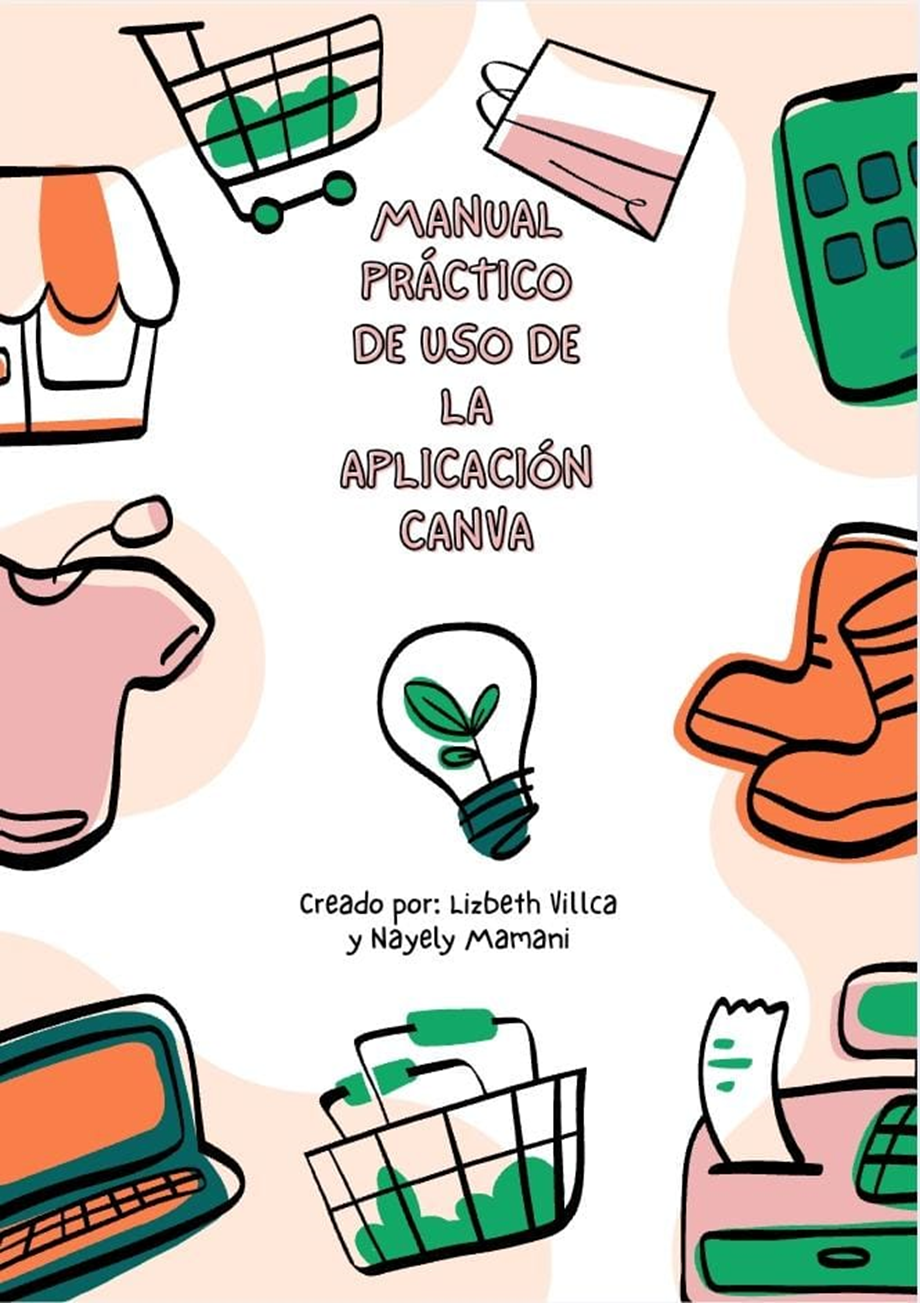 MANUAL
PRÁCTICO
DE USO DE
LA
APLICACIÓN
CANVA
Creado por: Lizbeth Villca
y Nayely Mamani